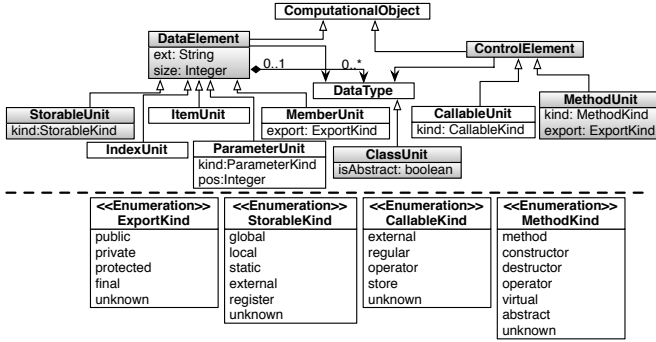 ComputationalObject
DataElement
ext: String
size: Integer
0..1
0..*
ControlElement
DataType
StorableUnit
kind:StorableKind
ItemUnit
MemberUnit
export: ExportKind
CallableUnit
kind: CallableKind
MethodUnit
kind: MethodKind
export: ExportKind
IndexUnit
ParameterUnit
kind:ParameterKind
pos:Integer
ClassUnit
isAbstract: boolean
<<Enumeration>>
ExportKind
public
private
protected
final
unknown
<<Enumeration>>
StorableKind
global
local
static
external
register
unknown
<<Enumeration>>
CallableKind
external
regular
operator
store
unknown
<<Enumeration>>
MethodKind
method
constructor
destructor
operator
virtual
abstract
unknown